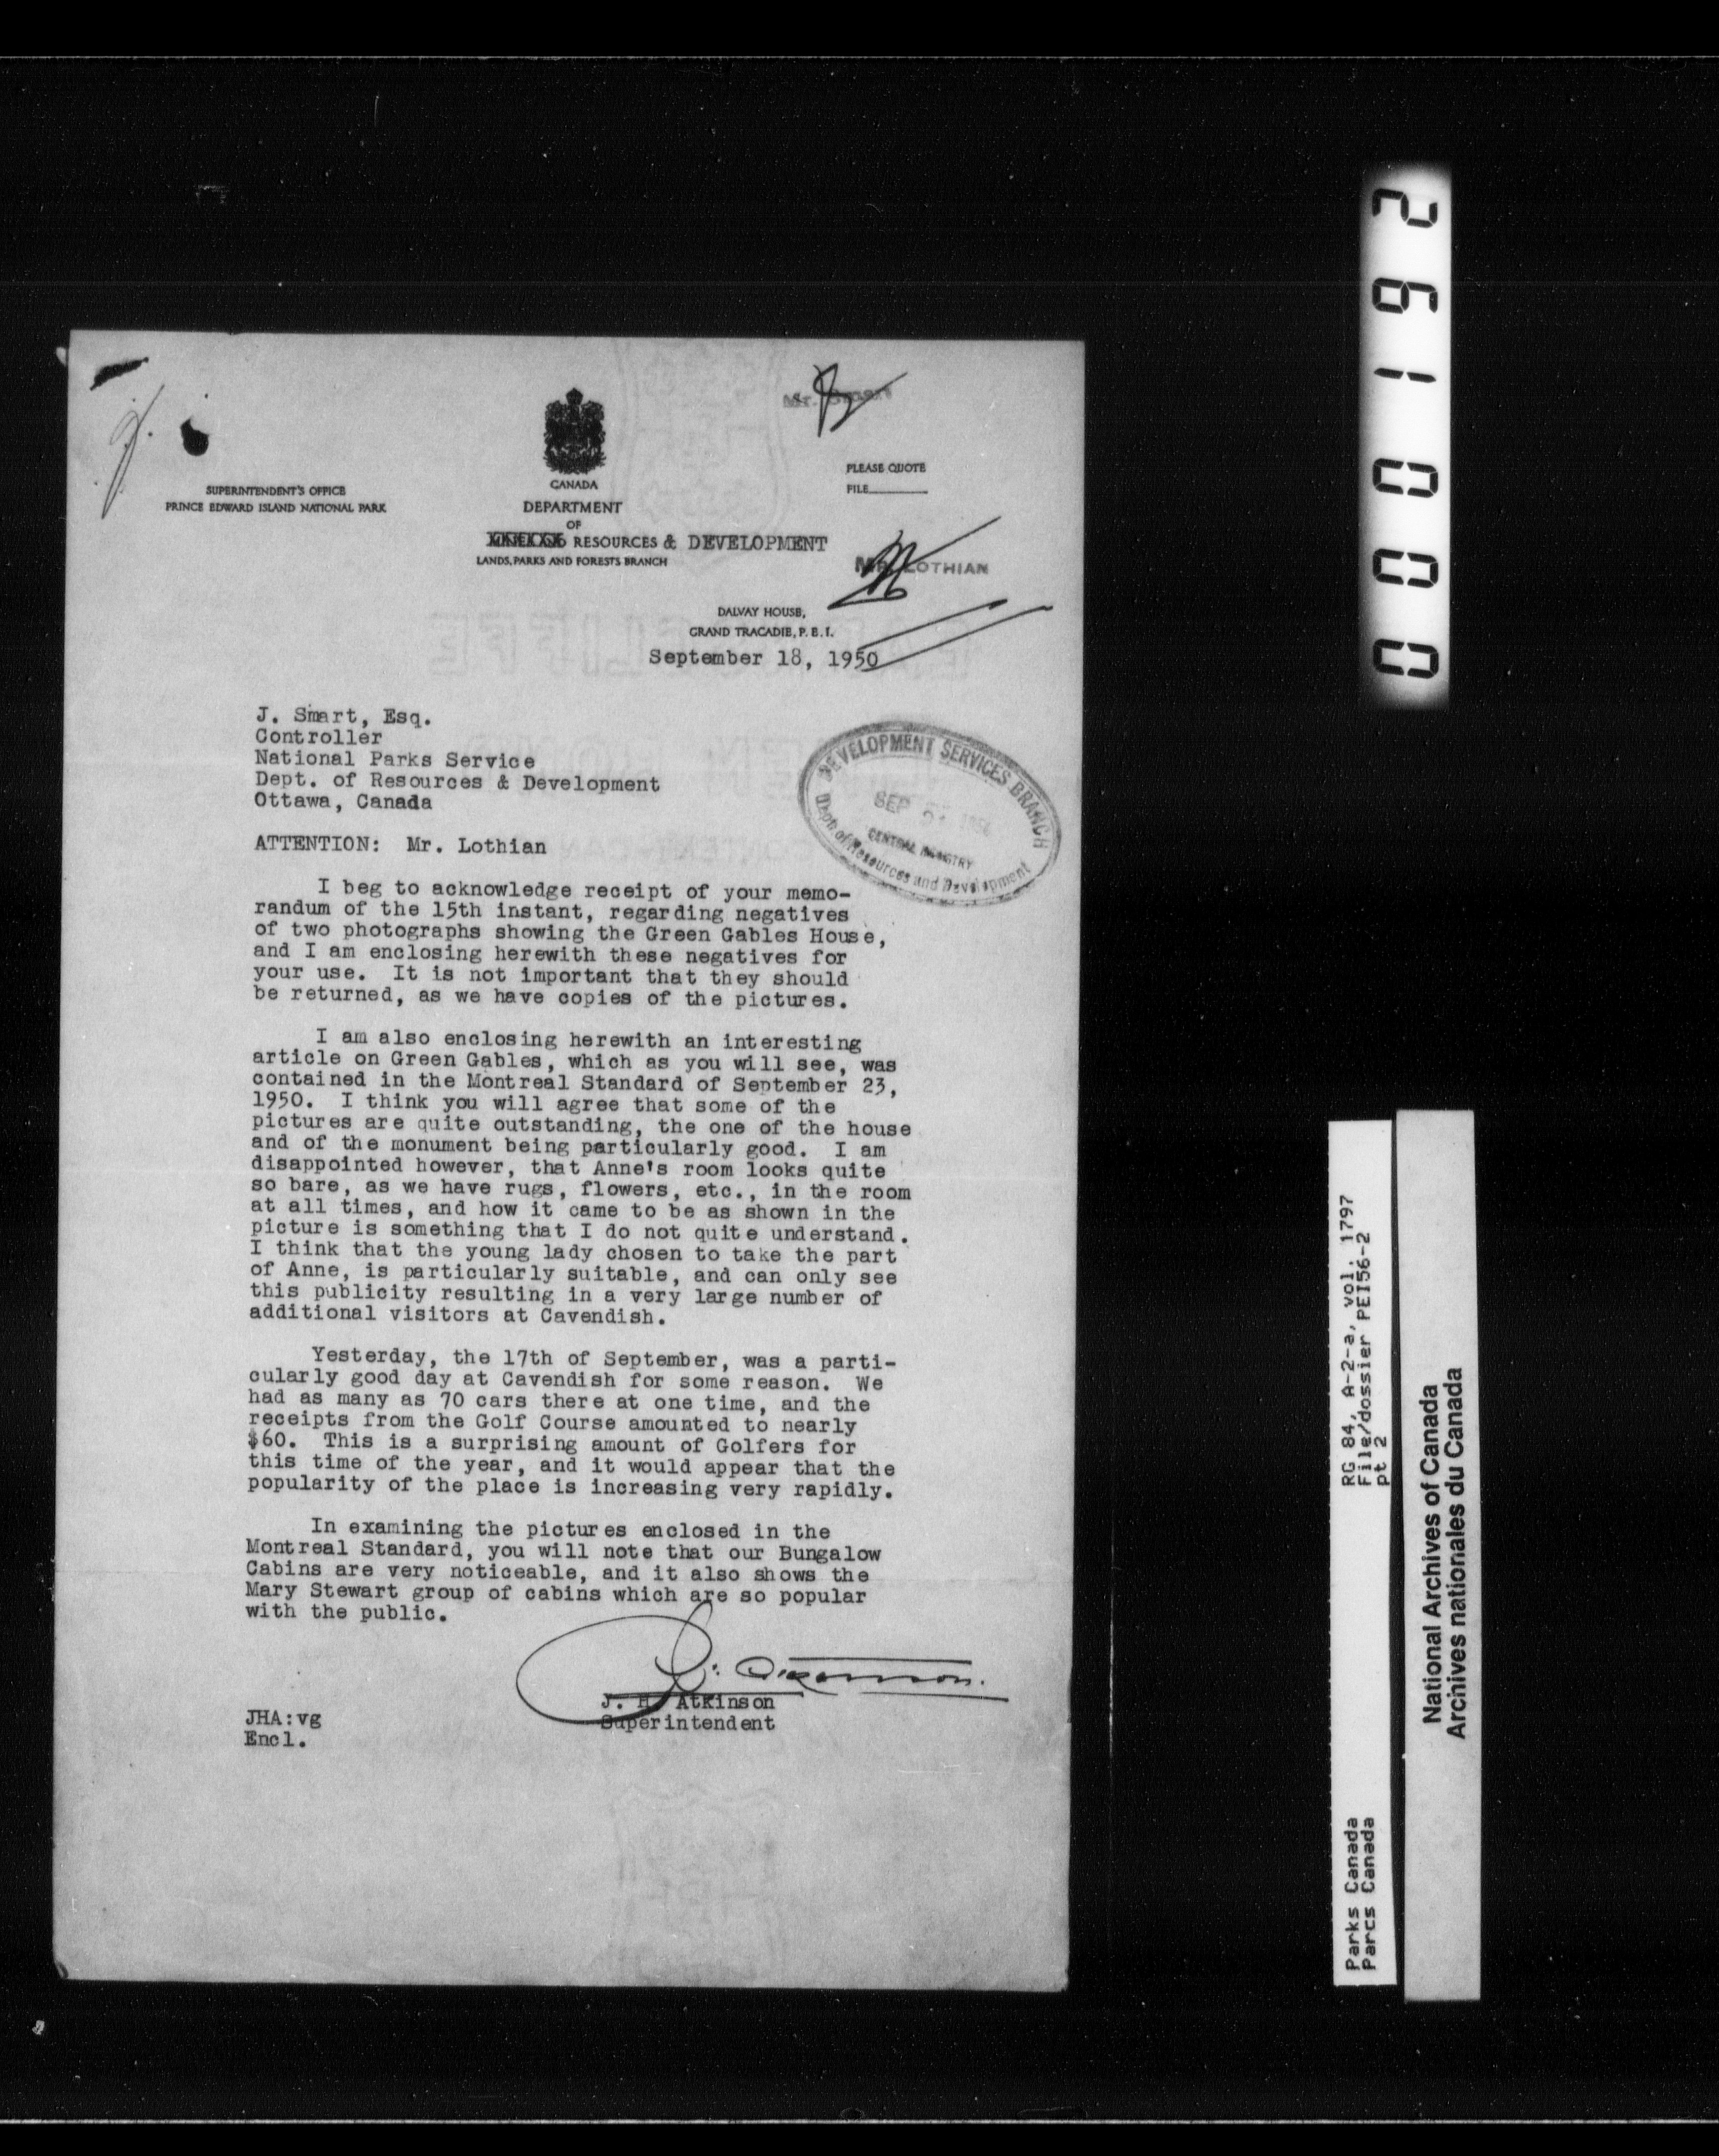 Mr.
CANADA
PLEASE QUOTE
FILE
SUPERINTENDENT'S OFFICE
PRINCE EDWARD ISLAND NATIONAL PARK
DEPARTMENT
OF
RESOURCES & DEVELOPMENT
LANDS, PARKS AND FORESTS BRANCH
MR. LOTHIAN
DALVAY HOUSE,
GRAND TRACADIE, P. E. I.
September 18, 1950
J. Smart, Esq.
Controller
National Parks Service
Dept. of Resources & Development
Ottawa, Canada
DEVELOPMENT SERVICES BRANCH
SEP 21
CENTRAL REGISTRY
Dept. of Resources and Development
ATTENTION: Mr. Lothian
I beg to acknowledge receipt of your memo-
randum of the 15th instant, regarding negatives
of two photographs showing the Green Gables House,
and I am enclosing herewith these negatives for
your use. It is not important that they should
be returned, as we have copies of the pictures.
I am also enclosing herewith an interesting
article on Green Gables, which as you will see, was
contained in the Montreal Standard of September 23,
1950. I think you will agree that some of the
pictures are quite outstanding, the one of the house
and of the monument being particularly good. I am
disappointed however, that Anne's room looks quite
so bare, as we have rugs, flowers, etc., in the room
at all times, and how it came to be as shown in the
picture is something that I do not quite understand.
I think that the young lady chosen to take the part
of Anne, is particularly suitable, and can only see
this publicity resulting in a very large number of
additional visitors at Cavendish.
Yesterday, the 17th of September, was a parti-
cularly good day at Cavendish for some reason. We
had as many as 70 cars there at one time, and the
receipts from the Golf Course amounted to nearly
$60. This is a surprising amount of Golfers for
this time of the year, and it would appear that the
popularity of the place is increasing very rapidly.
In examining the pictures enclosed in the
Montreal Standard, you will note that our Bungalow
Cabins are very noticeable, and it also shows the
Mary Stewart group of cabins which are so popular
with the public.
J. H. Atkinson
Superintendent
JHA:vg
Encl.
000162
RG 84, A-2-a, vol. 1797
File/dossier PEI56-2
pt 2
Parks Canada
Parcs Canada
National Archives of Canada
Archives nationales du Canada